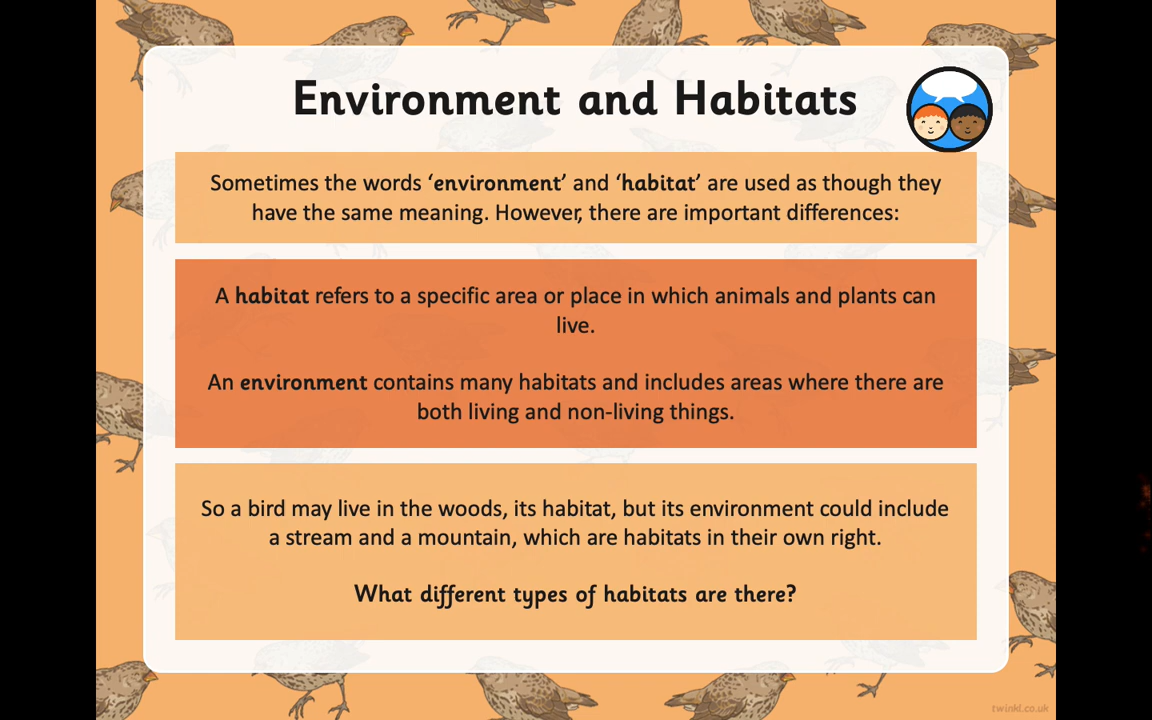 Environment and Habitats
Sometimes the words ‘environment’ and ‘habitat’ are used as though they
have the same meaning. However, there are important differences:
A habitat refers to a specific area or place in which animals and plants can
live.
An environment contains many habitats and includes areas where there are
both living and non-living things.
So a bird may live in the woods, its habitat, but its environment could include
a stream and a mountain, which are habitats in their own right.
What different types of habitats are there?
twinkl.co.uk